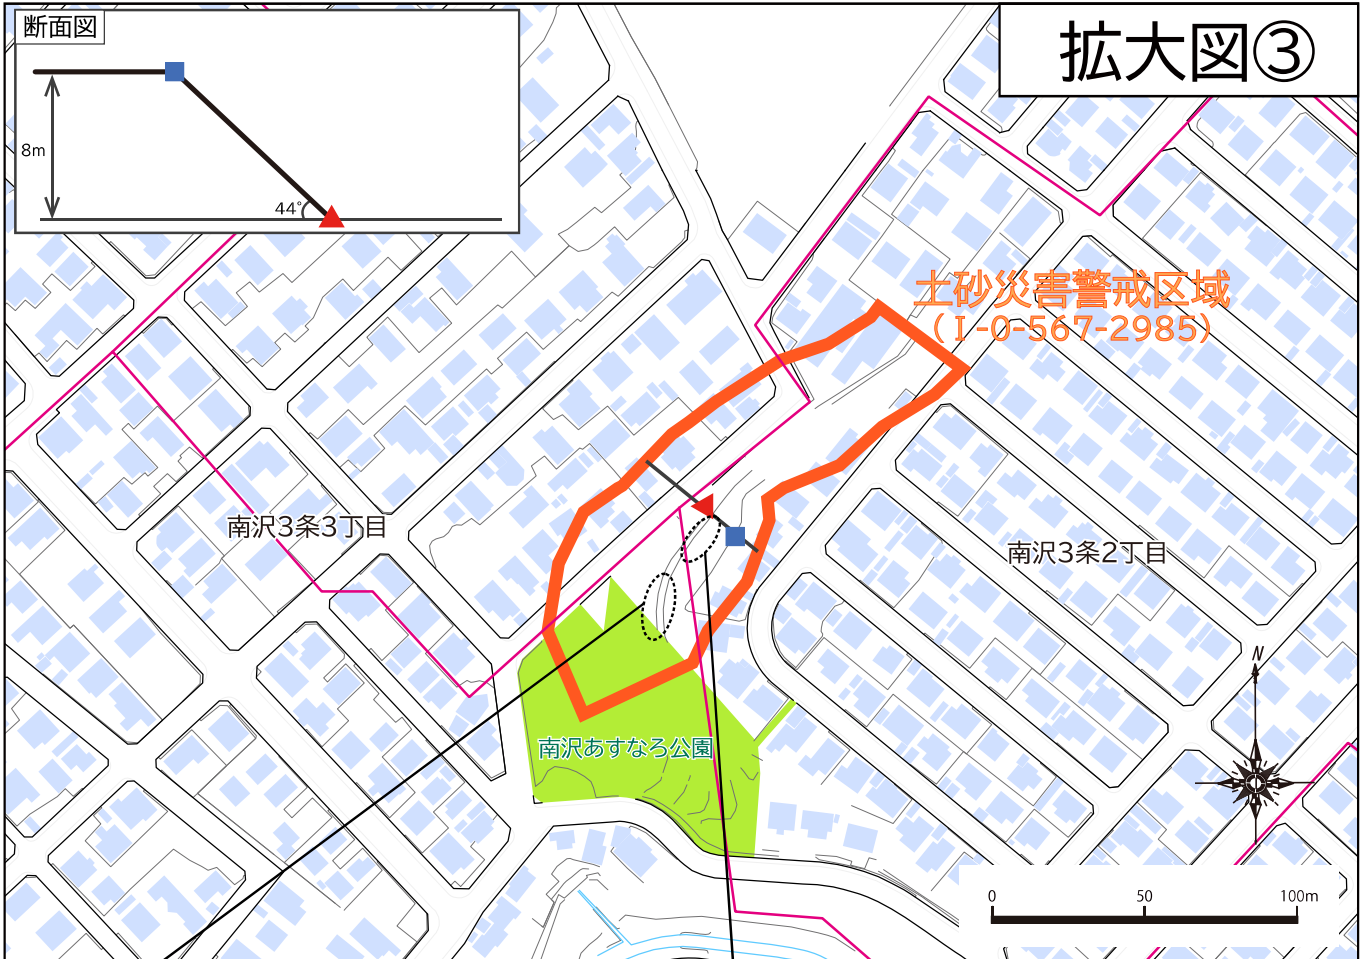 断面図
拡大図③
8m
44°
土砂災害警戒区域
（Ⅰ-0-567-2985）
南沢3条3丁目
南沢3条2丁目
N
南沢あすなろ公園
0 50 100m